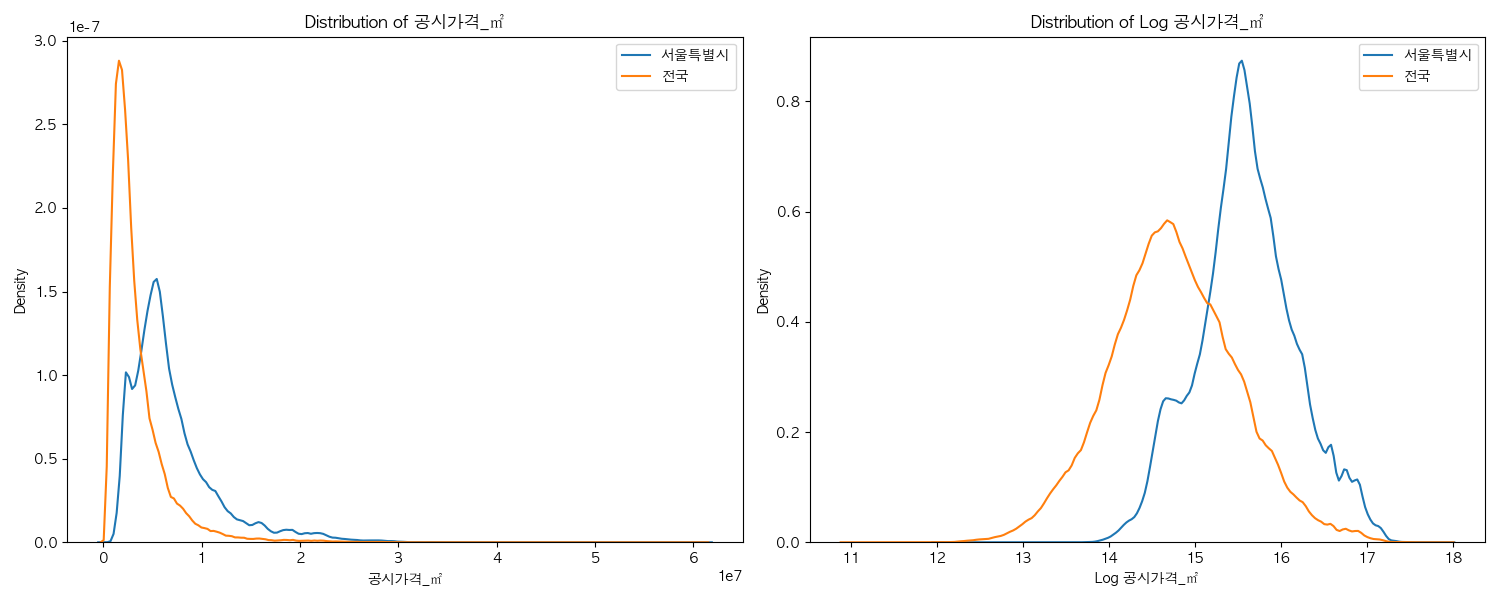 Distribution of 공시가격_㎡
1e-7
3.0
2.5
2.0
1.5
1.0
0.5
0.0
Density
서울특별시
전국
0 1 2 3 4 5 6
1e7
공시가격_㎡
Distribution of Log 공시가격_㎡
0.8
0.6
0.4
0.2
0.0
Density
서울특별시
전국
11 12 13 14 15 16 17 18
Log 공시가격_㎡